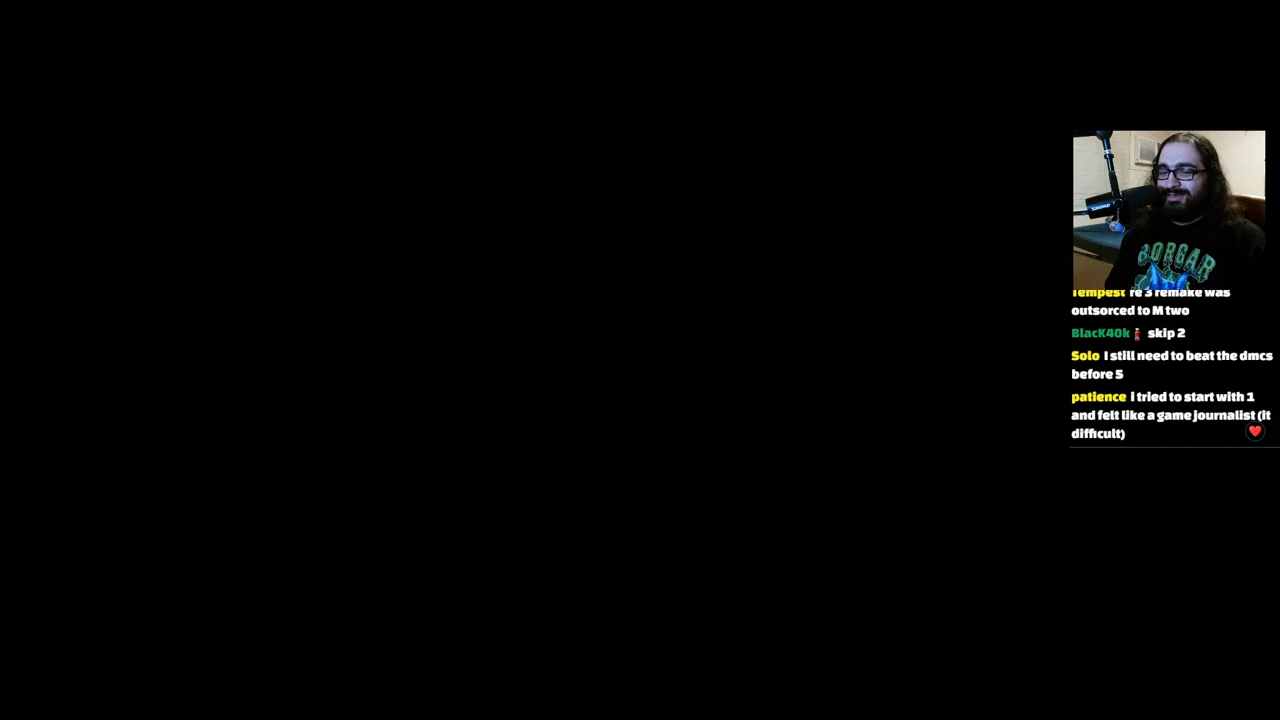 BORGAR
Tempest re 3 remake was
outsorced to M two
BlacK40k skip 2
Solo I still need to beat the dmcs
before 5
patience i tried to start with 1
and felt like a game journalist (it
difficult)